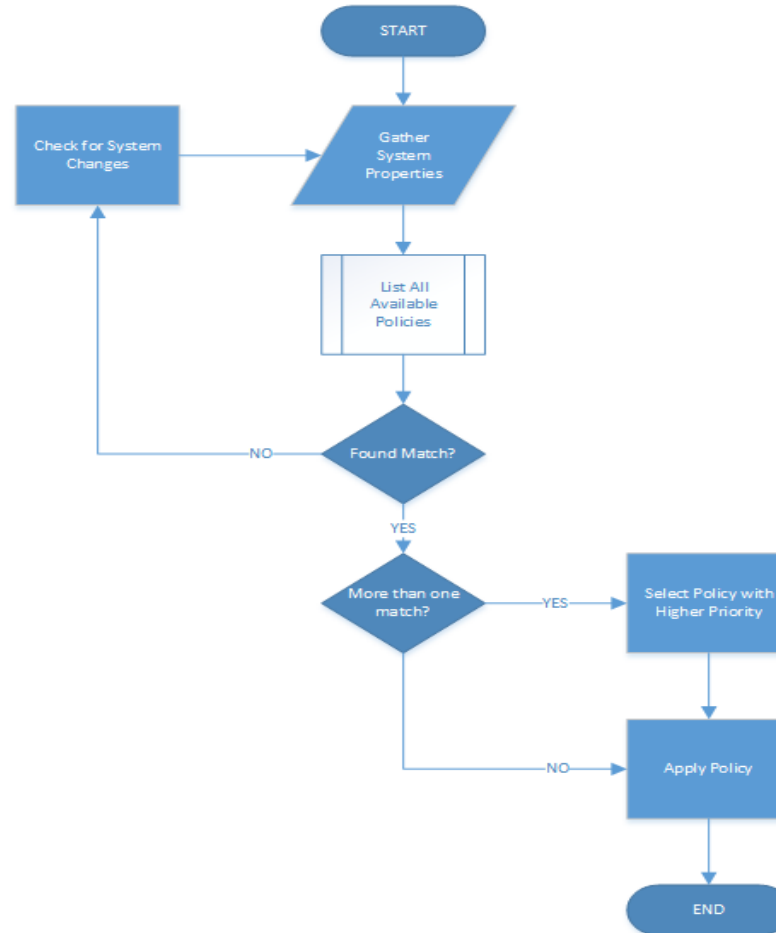 START
Check for System
Changes
Gather
System
Properties
List All
Available
Policies
Found Match?
NO
YES
More than one
match?
YES
Select Policy with
Higher Priority
NO
Apply Policy
END